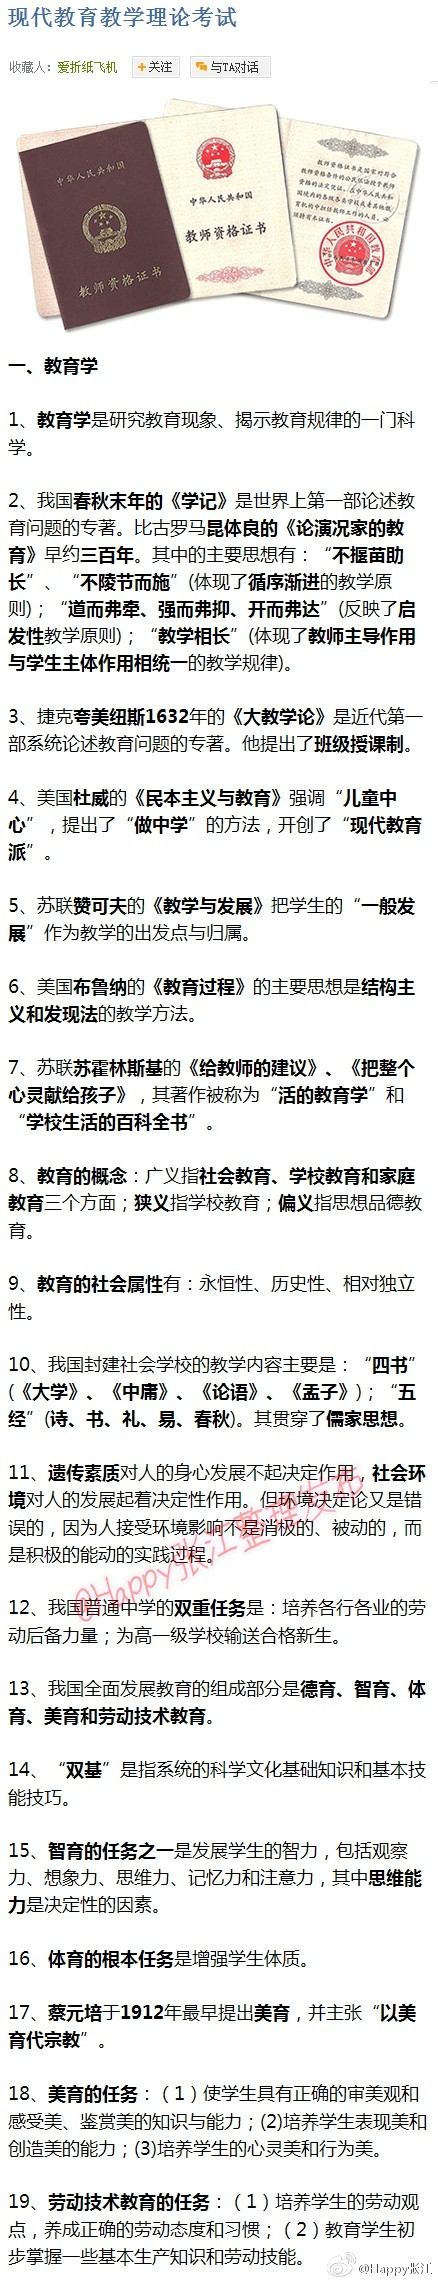 现代教育教学理论考试
收藏人：爱折纸飞机 +关注 与TA对话
中华人民共和国
教师资格证书
中华人民共和国
教师资格证书
教师资格证书是国家对符合
教师资格条件的公民依法授予教师
一、教育学
1、教育学是研究教育现象、揭示教育规律的一门科
学。
2、我国春秋末年的《学记》是世界上第一部论述教
育问题的专著。比古罗马昆体良的《论演况家的教
育》早约三百年。其中的主要思想有：“不揠苗助
长”、“不陵节而施”(体现了循序渐进的教学原
则)；“道而弗牵、强而弗抑、开而弗达”(反映了启
发性教学原则)；“教学相长”(体现了教师主导作用
与学生主体作用相统一的教学规律)。
3、捷克夸美纽斯1632年的《大教学论》是近代第一
部系统论述教育问题的专著。他提出了班级授课制。
4、美国杜威的《民本主义与教育》强调“儿童中
心”，提出了“做中学”的方法，开创了“现代教育
派”。
5、苏联赞可夫的《教学与发展》把学生的“一般发
展”作为教学的出发点与归属。
6、美国布鲁纳的《教育过程》的主要思想是结构主
义和发现法的教学方法。
7、苏联苏霍林斯基的《给教师的建议》、《把整个
心灵献给孩子》，其著作被称为“活的教育学”和
“学校生活的百科全书”。
8、教育的概念：广义指社会教育、学校教育和家庭
教育三个方面；狭义指学校教育；偏义指思想品德教
育。
9、教育的社会属性有：永恒性、历史性、相对独立
性。
10、我国封建社会学校的教学内容主要是：“四书”
(《大学》、《中庸》、《论语》、《孟子》)；“五
经”(诗、书、礼、易、春秋)。其贯穿了儒家思想。
11、遗传素质对人的身心发展不起决定作用，社会环
境对人的发展起着决定性作用。但环境决定论又是错
误的，因为人接受环境影响不是消极的、被动的，而
是积极的能动的实践过程。
@Happy张江整理发布
12、我国普通中学的双重任务是：培养各行各业的劳
动后备力量；为高一级学校输送合格新生。
13、我国全面发展教育的组成部分是德育、智育、体
育、美育和劳动技术教育。
14、“双基”是指系统的科学文化基础知识和基本技
能技巧。
15、智育的任务之一是发展学生的智力，包括观察
力、想象力、思维力、记忆力和注意力，其中思维能
力是决定性的因素。
16、体育的根本任务是增强学生体质。
17、蔡元培于1912年最早提出美育，并主张“以美
育代宗教”。
18、美育的任务：（1）使学生具有正确的审美观和
感受美、鉴赏美的知识与能力；(2)培养学生表现美和
创造美的能力；(3)培养学生的心灵美和行为美。
19、劳动技术教育的任务：（1）培养学生的劳动观
点，养成正确的劳动态度和习惯；（2）教育学生初
步掌握一些基本生产知识和劳动技能。
@Happy张江